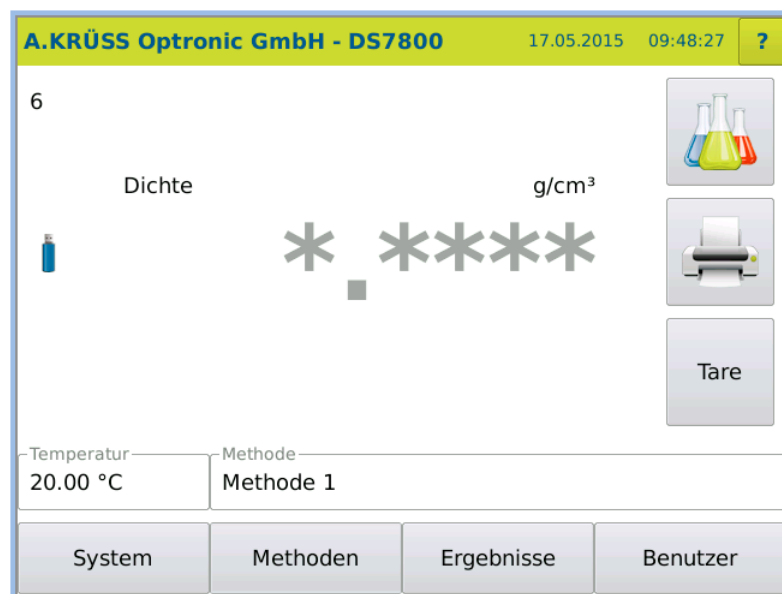 A.KRÜSS Optronic GmbH - DS7800 17.05.2015 09:48:27 ?
6
Dichte g/cm³
*.****
Tare
Temperatur Methode
20.00 °C Methode 1
System Methoden Ergebnisse Benutzer